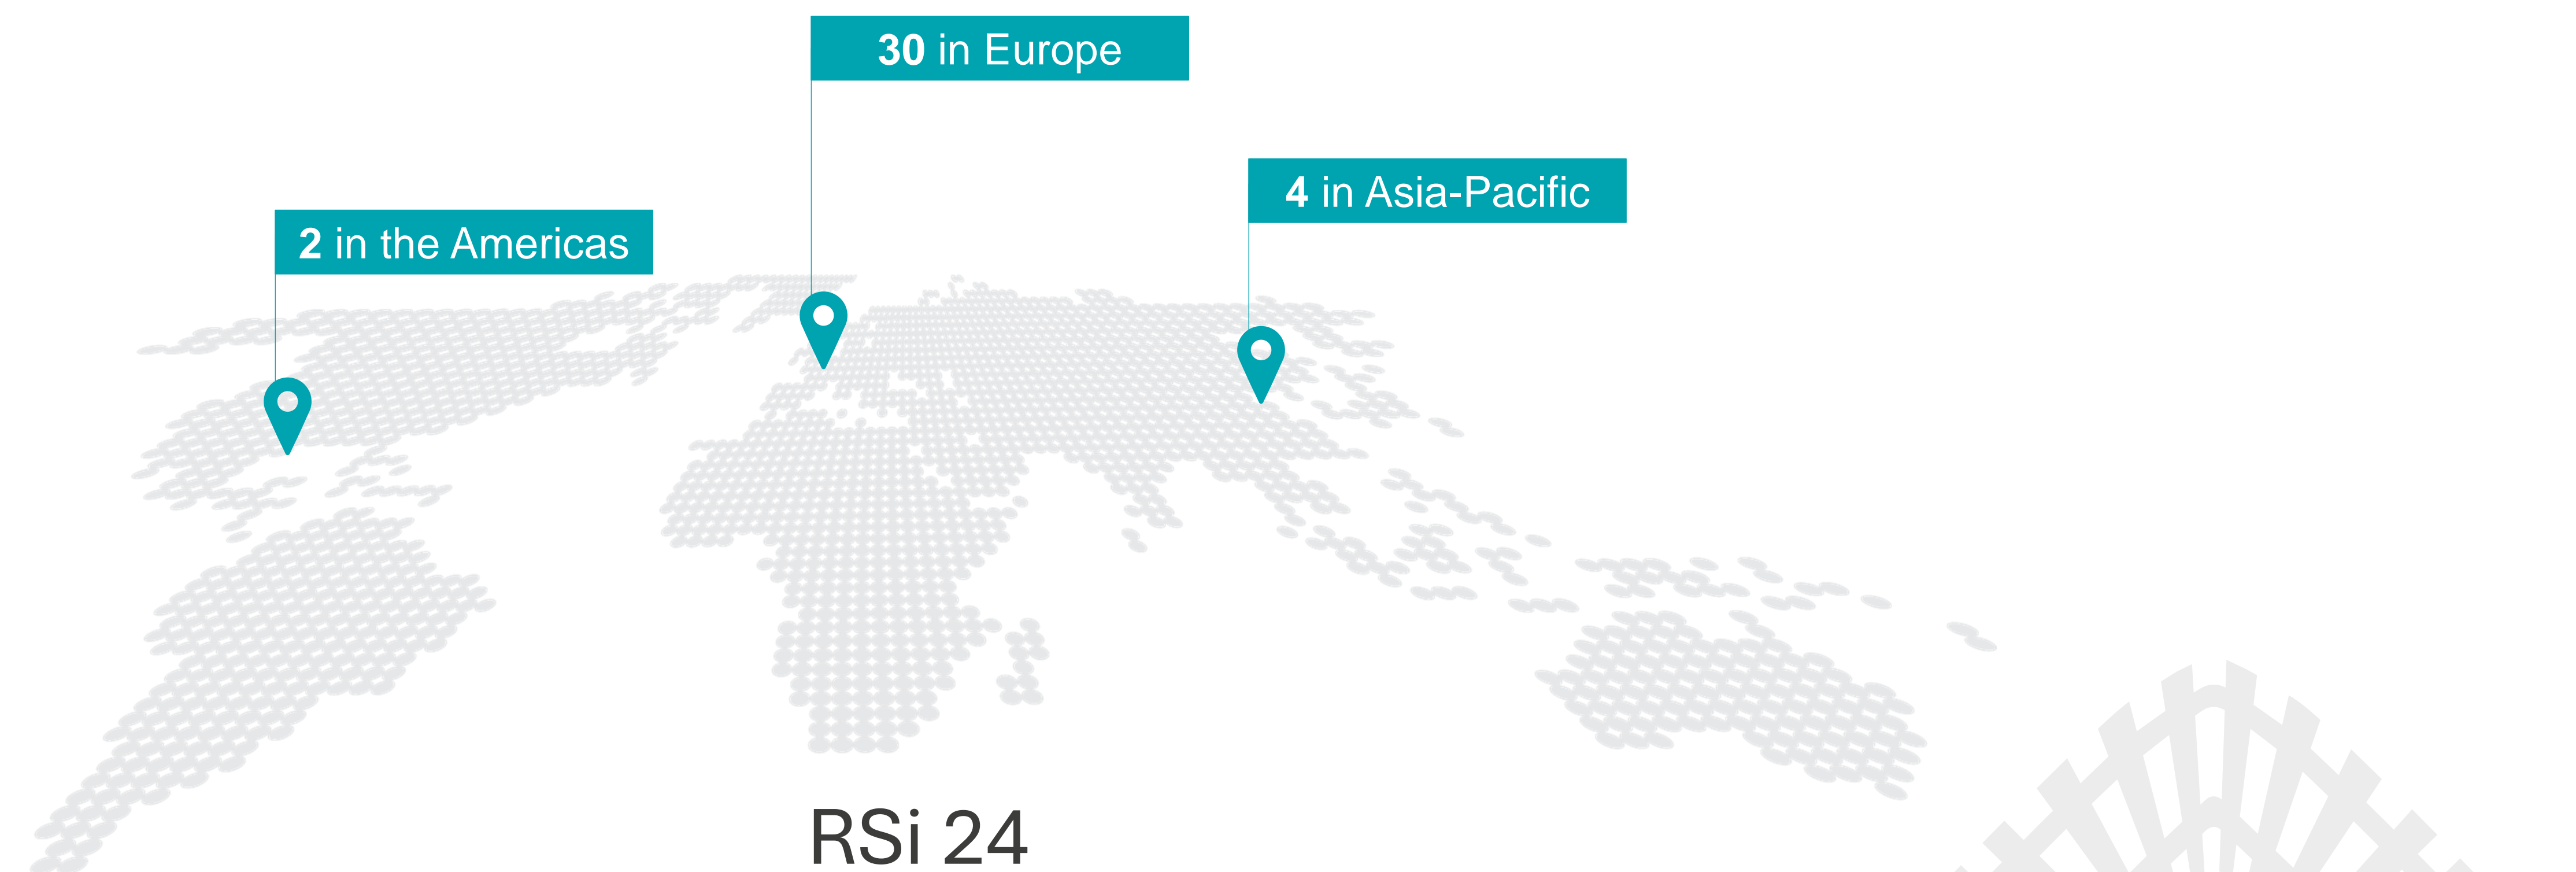 30 in Europe
4 in Asia-Pacific
2 in the Americas
RSi 24